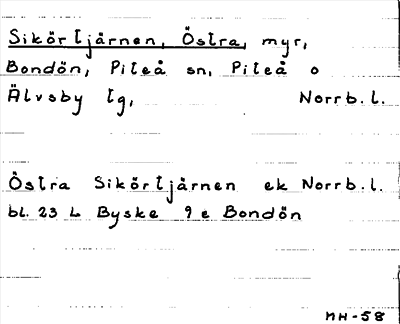 Sikörtjärnen, Östra, myr,
Bondön, Piteå sn, Piteå o
Älvsby tg, Norrb.l.
Östra Sikörtjärnen ek Norrb.l.
bl. 23 L Byske 9 e Bondön
MH-58